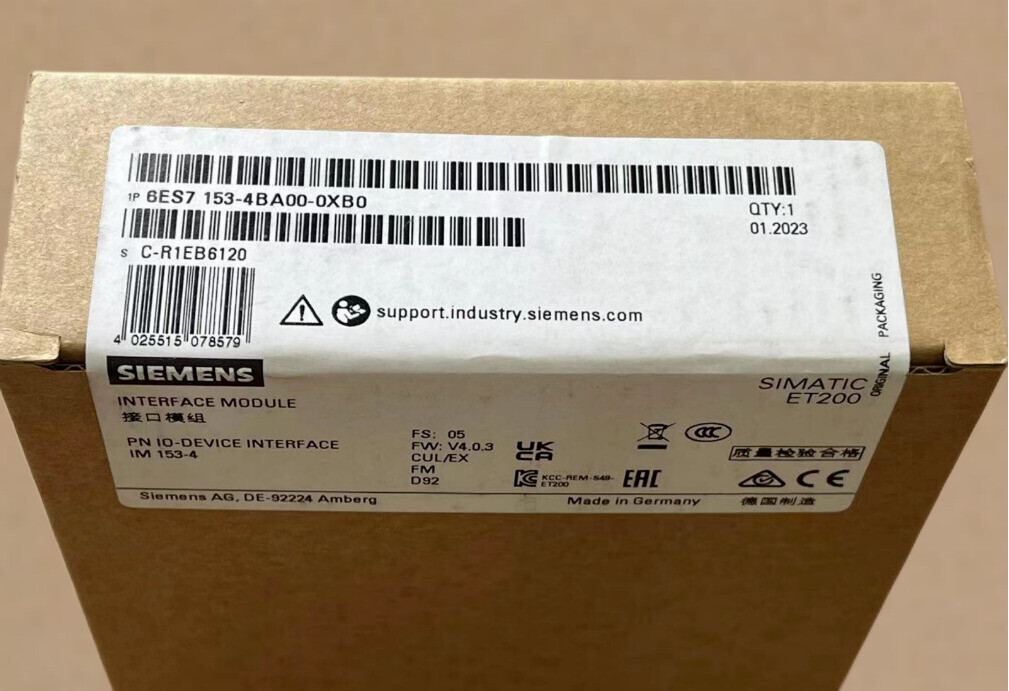 1P 6ES7 153-4BA00-0XB0
QTY:1
01.2023
S C-R1EB6120
4 025515 078579
support.industry.siemens.com
ORIGINAL PACKAGING
SIEMENS
SIMATIC
ET200
INTERFACE MODULE
接口模组
PN IO-DEVICE INTERFACE
IM 153-4
FS: 05
FW: V4.0.3
CUL/EX
FM
D92
UK
CA
CCC
质量检验合格
KCC-REM-S49-
ET200
EAC
CE
Siemens AG, DE-92224 Amberg
Made in Germany
德国制造